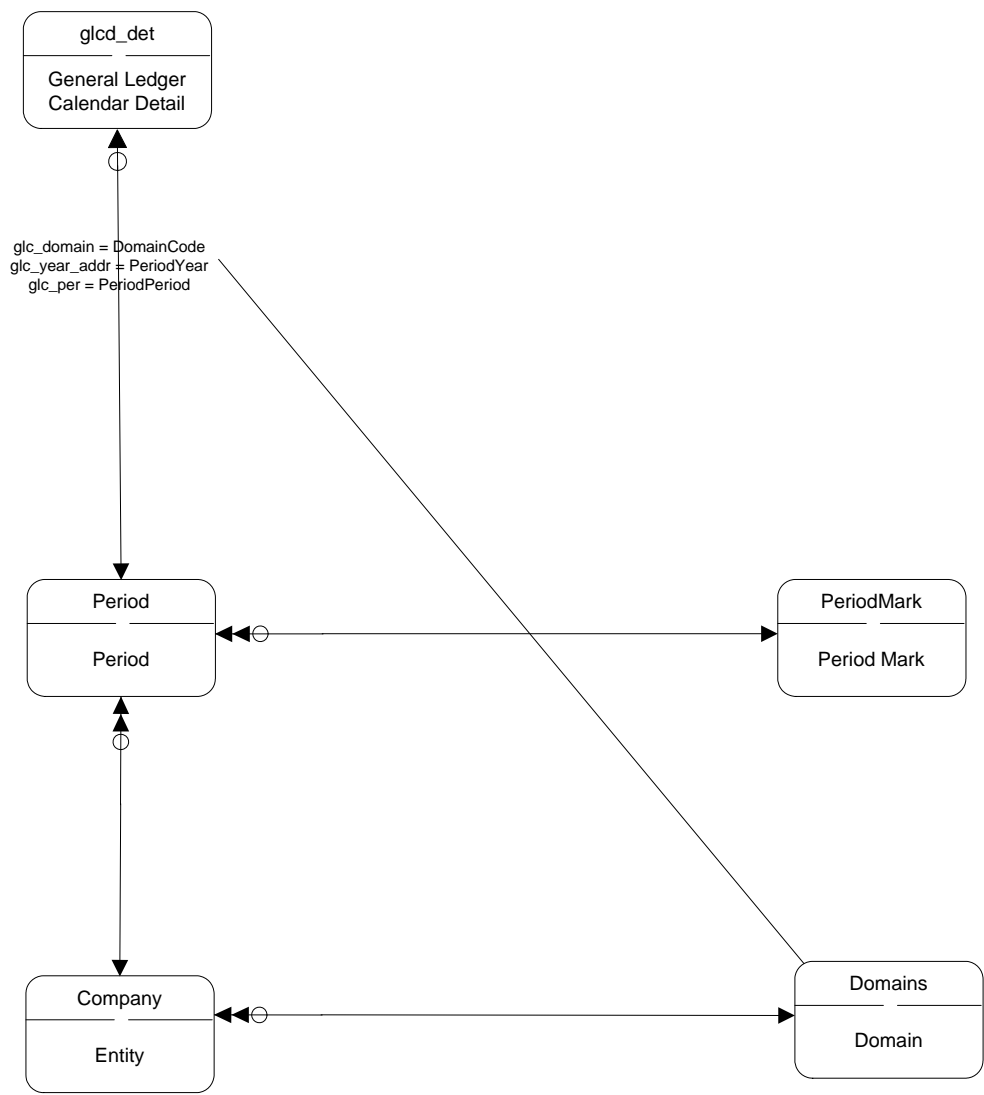 glcd_det
General Ledger
Calendar Detail
glc_domain = DomainCode
glc_year_addr = PeriodYear
glc_per = PeriodPeriod
Period
Period
PeriodMark
Period Mark
Company
Entity
Domains
Domain